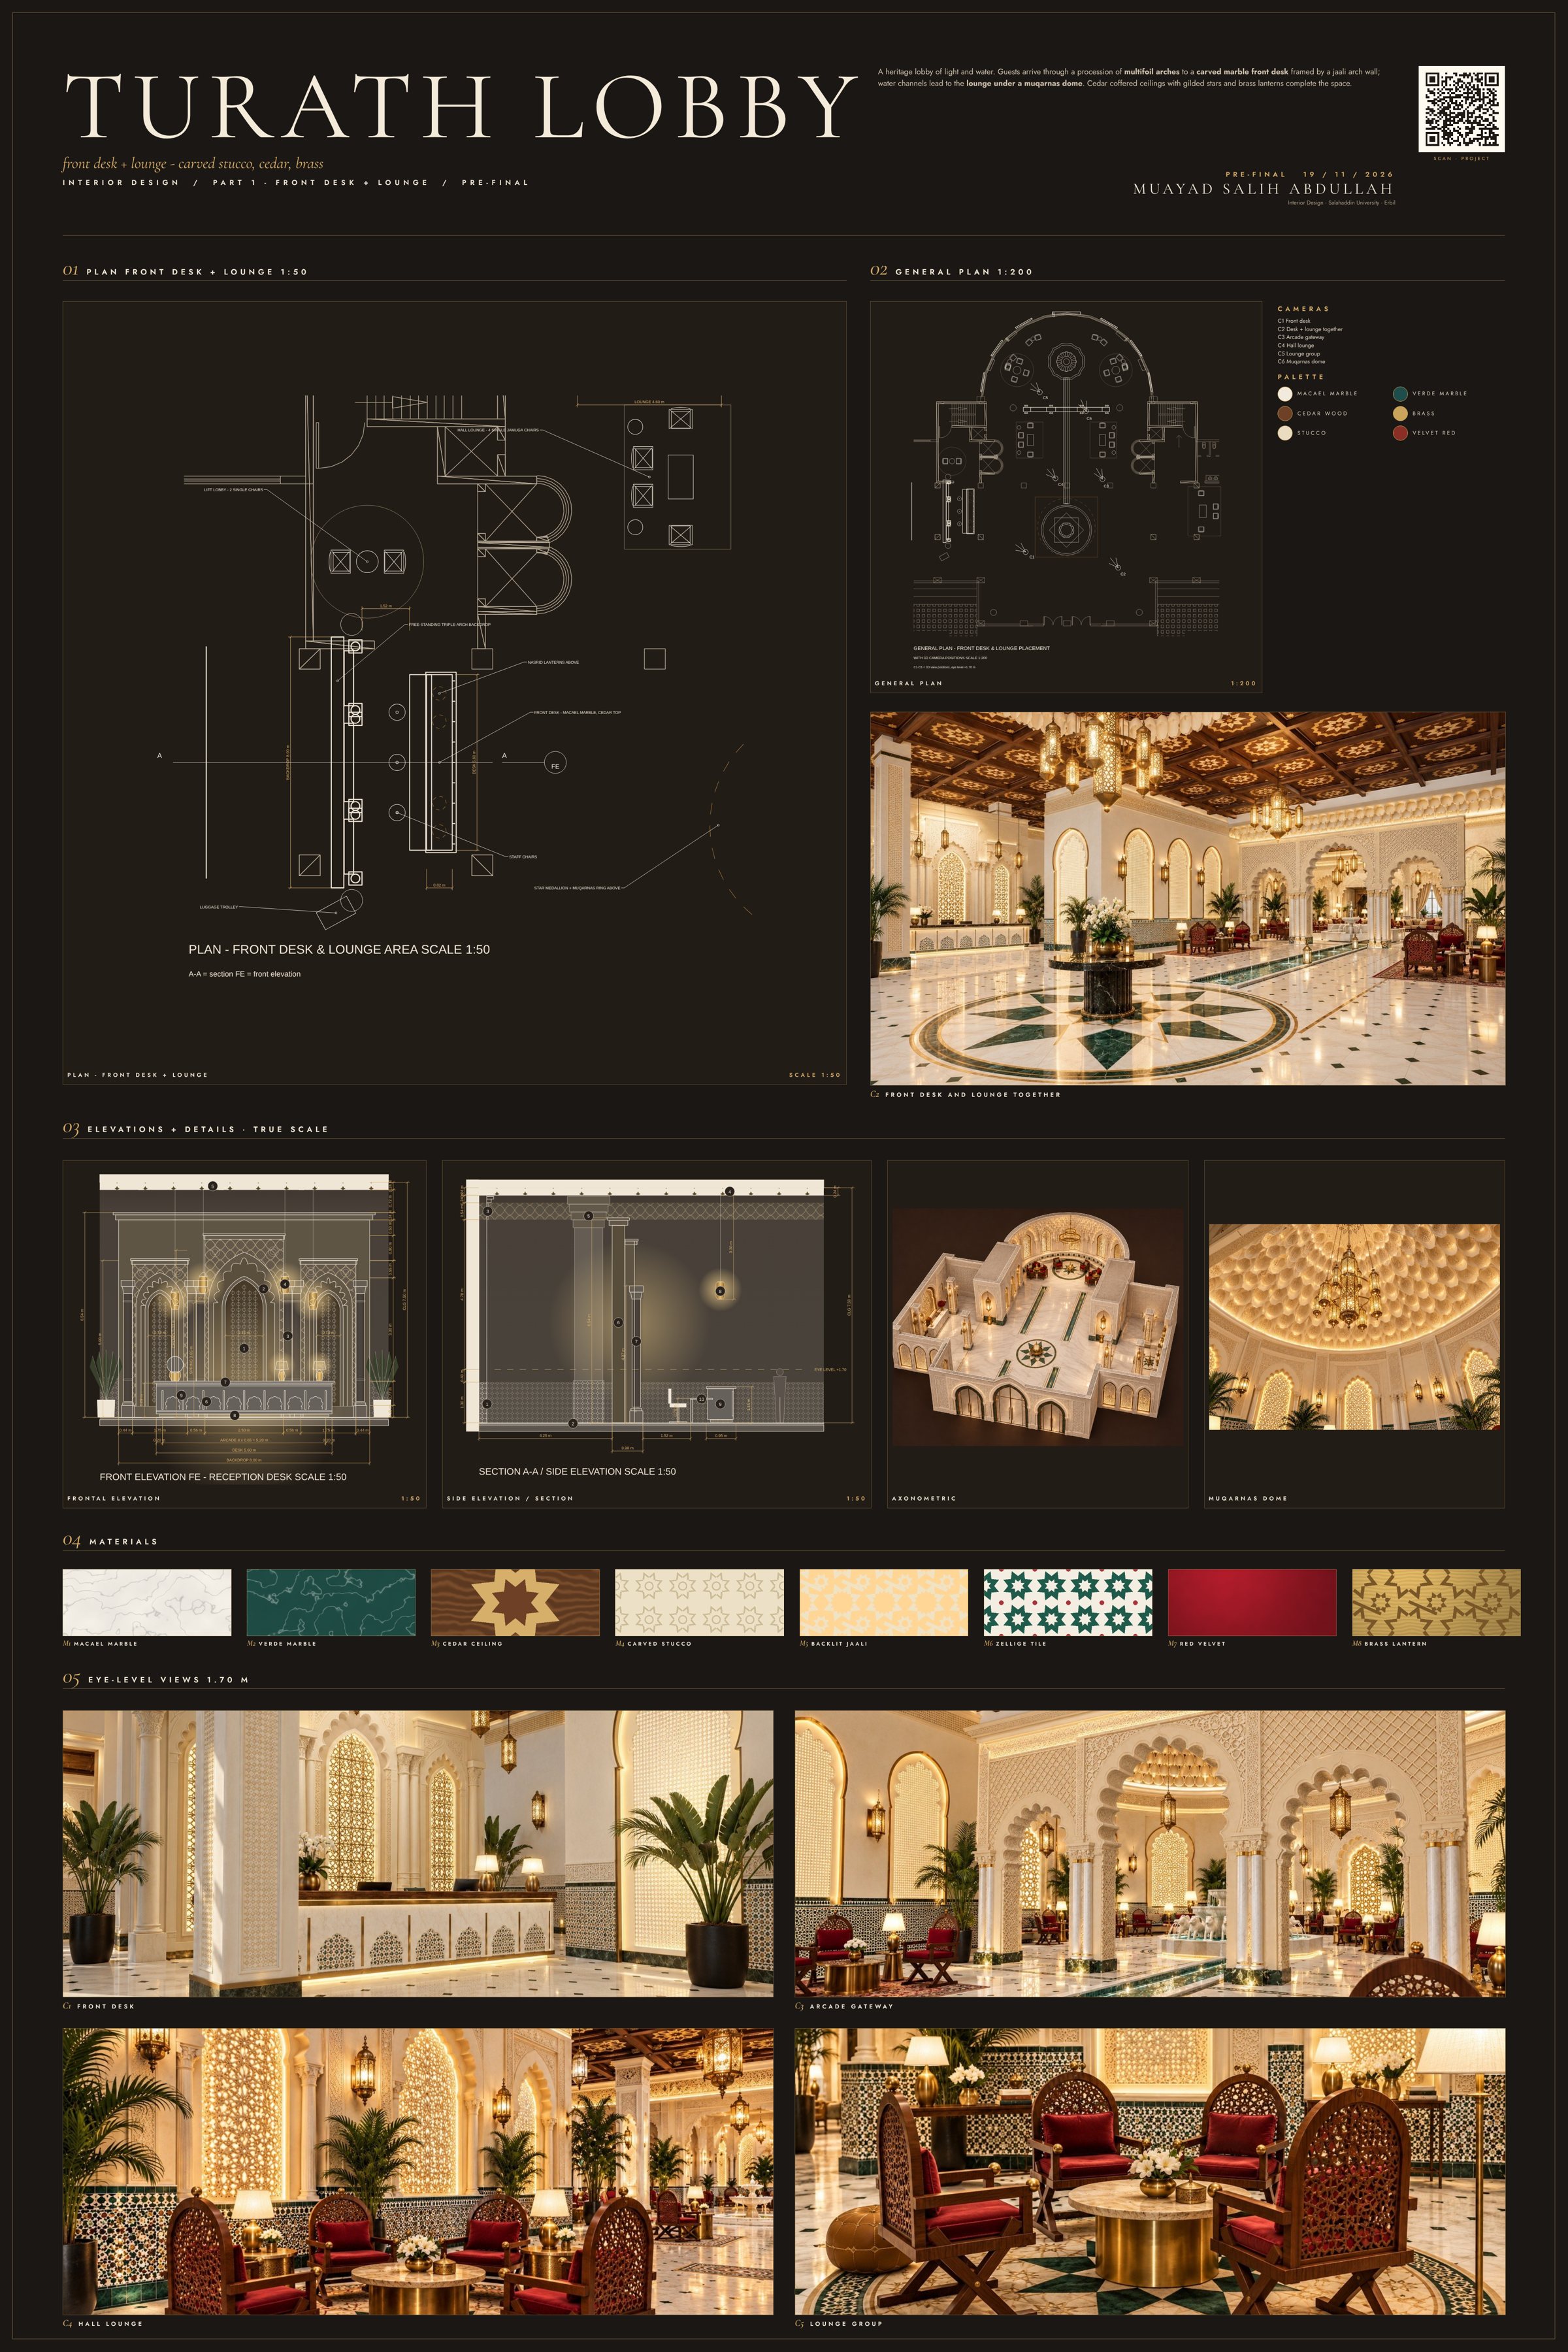 TURATH LOBBY
front desk + lounge - carved stucco, cedar, brass
INTERIOR DESIGN / PART 1 · FRONT DESK + LOUNGE / PRE-FINAL
A heritage lobby of light and water. Guests arrive through a procession of multifoil arches to a carved marble front desk framed by a jaali arch wall;
water channels lead to the lounge under a muqarnas dome. Cedar coffered ceilings with gilded stars and brass lanterns complete the space.
SCAN · PROJECT
PRE-FINAL 19 / 11 / 2026
MUAYAD SALIH ABDULLAH
Interior Design · Salahaddin University · Erbil
01 PLAN FRONT DESK + LOUNGE 1:50
LOUNGE 4.60 m
LIFT LOBBY - 2 SINGLE CHAIRS
FREE-STANDING TRIPLE-ARCH BACKDROP
NASRID LANTERNS ABOVE
FRONT DESK - MACAEL MARBLE, CEDAR TOP
A
A
FE
STAFF CHAIRS
STAR MEDALLION + MUQARNAS RING ABOVE
LUGGAGE TROLLEY
PLAN - FRONT DESK & LOUNGE AREA SCALE 1:50
A-A = section FE = front elevation
PLAN - FRONT DESK + LOUNGE
SCALE 1:50
02 GENERAL PLAN 1:200
GENERAL PLAN - FRONT DESK & LOUNGE PLACEMENT
GENERAL PLAN
1:200
CAMERAS
C1 Front desk
C2 Desk + lounge together
C3 Arcade gateway
C4 Hall lounge
C5 Lounge group
C6 Muqarnas dome
PALETTE
MACAEL MARBLE
VERDE MARBLE
CEDAR WOOD
BRASS
STUCCO
VELVET RED
C2 FRONT DESK AND LOUNGE TOGETHER
03 ELEVATIONS + DETAILS · TRUE SCALE
FRONT ELEVATION FE - RECEPTION DESK SCALE 1:50
FRONTAL ELEVATION
1:50
EYE LEVEL +1.70
SECTION A-A / SIDE ELEVATION SCALE 1:50
SIDE ELEVATION / SECTION
1:50
AXONOMETRIC
MUQARNAS DOME
04 MATERIALS
M1 MACAEL MARBLE
M2 VERDE MARBLE
M3 CEDAR CEILING
M4 CARVED STUCCO
M5 BACKLIT JAALI
M6 ZELLIGE TILE
M7 RED VELVET
M8 BRASS LANTERN
05 EYE-LEVEL VIEWS 1.70 M
C1 FRONT DESK
C3 ARCADE GATEWAY
C4 HALL LOUNGE
C5 LOUNGE GROUP